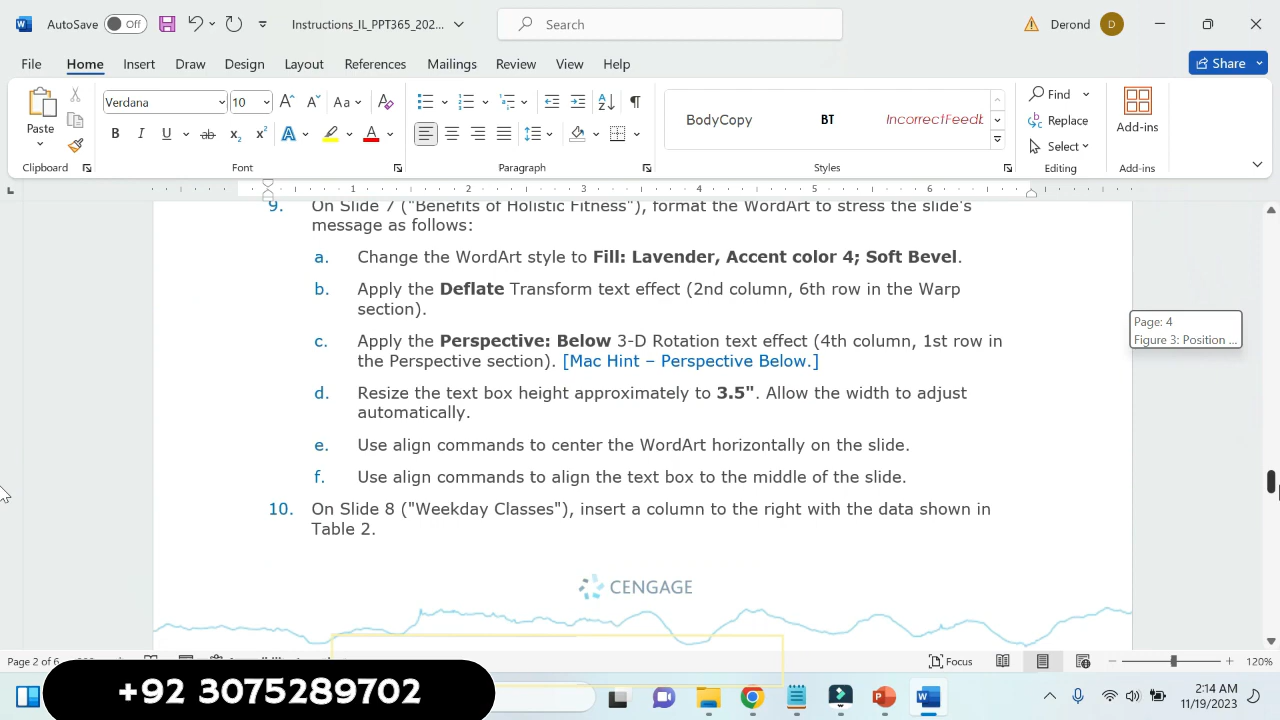 AutoSave Off Instructions_IL_PPT365_202... Search Derond D
File Home Insert Draw Design Layout References Mailings Review View Help Share
Paste Verdana 10 Aa BodyCopy BT IncorrectFeedb Find Replace Select Add-ins
Clipboard Font Paragraph Styles Editing Add-ins
1 2 3 4 5 6
9. On Slide 7 ("Benefits of Holistic Fitness"), format the WordArt to stress the slide's
message as follows:
a. Change the WordArt style to Fill: Lavender, Accent color 4; Soft Bevel.
b. Apply the Deflate Transform text effect (2nd column, 6th row in the Warp
section).
Page: 4
Figure 3: Position ...
c. Apply the Perspective: Below 3-D Rotation text effect (4th column, 1st row in
the Perspective section). [Mac Hint – Perspective Below.]
d. Resize the text box height approximately to 3.5". Allow the width to adjust
automatically.
e. Use align commands to center the WordArt horizontally on the slide.
f. Use align commands to align the text box to the middle of the slide.
10. On Slide 8 ("Weekday Classes"), insert a column to the right with the data shown in
Table 2.
CENGAGE
Page 2 of 6 Focus 120%
+92 3075289702
2:14 AM
11/19/2023